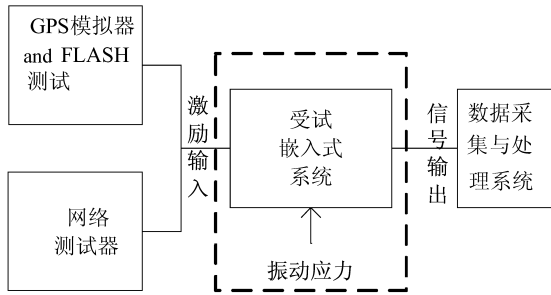 GPS模拟器
and FLASH
测试
激励输入
受试
嵌入式
系统
信号输出
数据采
集与处
理系统
网络
测试器
振动应力